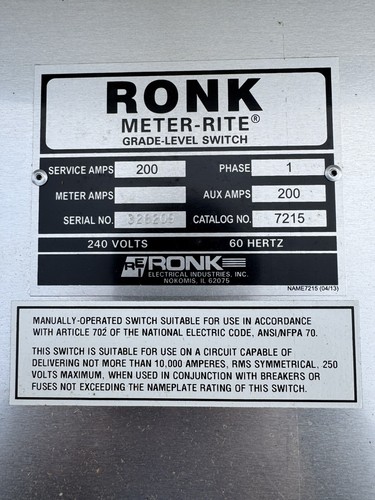 RONK
METER-RITE®
GRADE-LEVEL SWITCH
SERVICE AMPS 200 PHASE 1
METER AMPS AUX AMPS 200
SERIAL NO. CATALOG NO. 7215
240 VOLTS 60 HERTZ
RONK
ELECTRICAL INDUSTRIES, INC.
NOKOMIS, IL 62075
NAME7215 (04/13)
MANUALLY-OPERATED SWITCH SUITABLE FOR USE IN ACCORDANCE
WITH ARTICLE 702 OF THE NATIONAL ELECTRIC CODE, ANSI/NFPA 70.
THIS SWITCH IS SUITABLE FOR USE ON A CIRCUIT CAPABLE OF
DELIVERING NOT MORE THAN 10,000 AMPERES, RMS SYMMETRICAL, 250
VOLTS MAXIMUM, WHEN USED IN CONJUNCTION WITH BREAKERS OR
FUSES NOT EXCEEDING THE NAMEPLATE RATING OF THIS SWITCH.